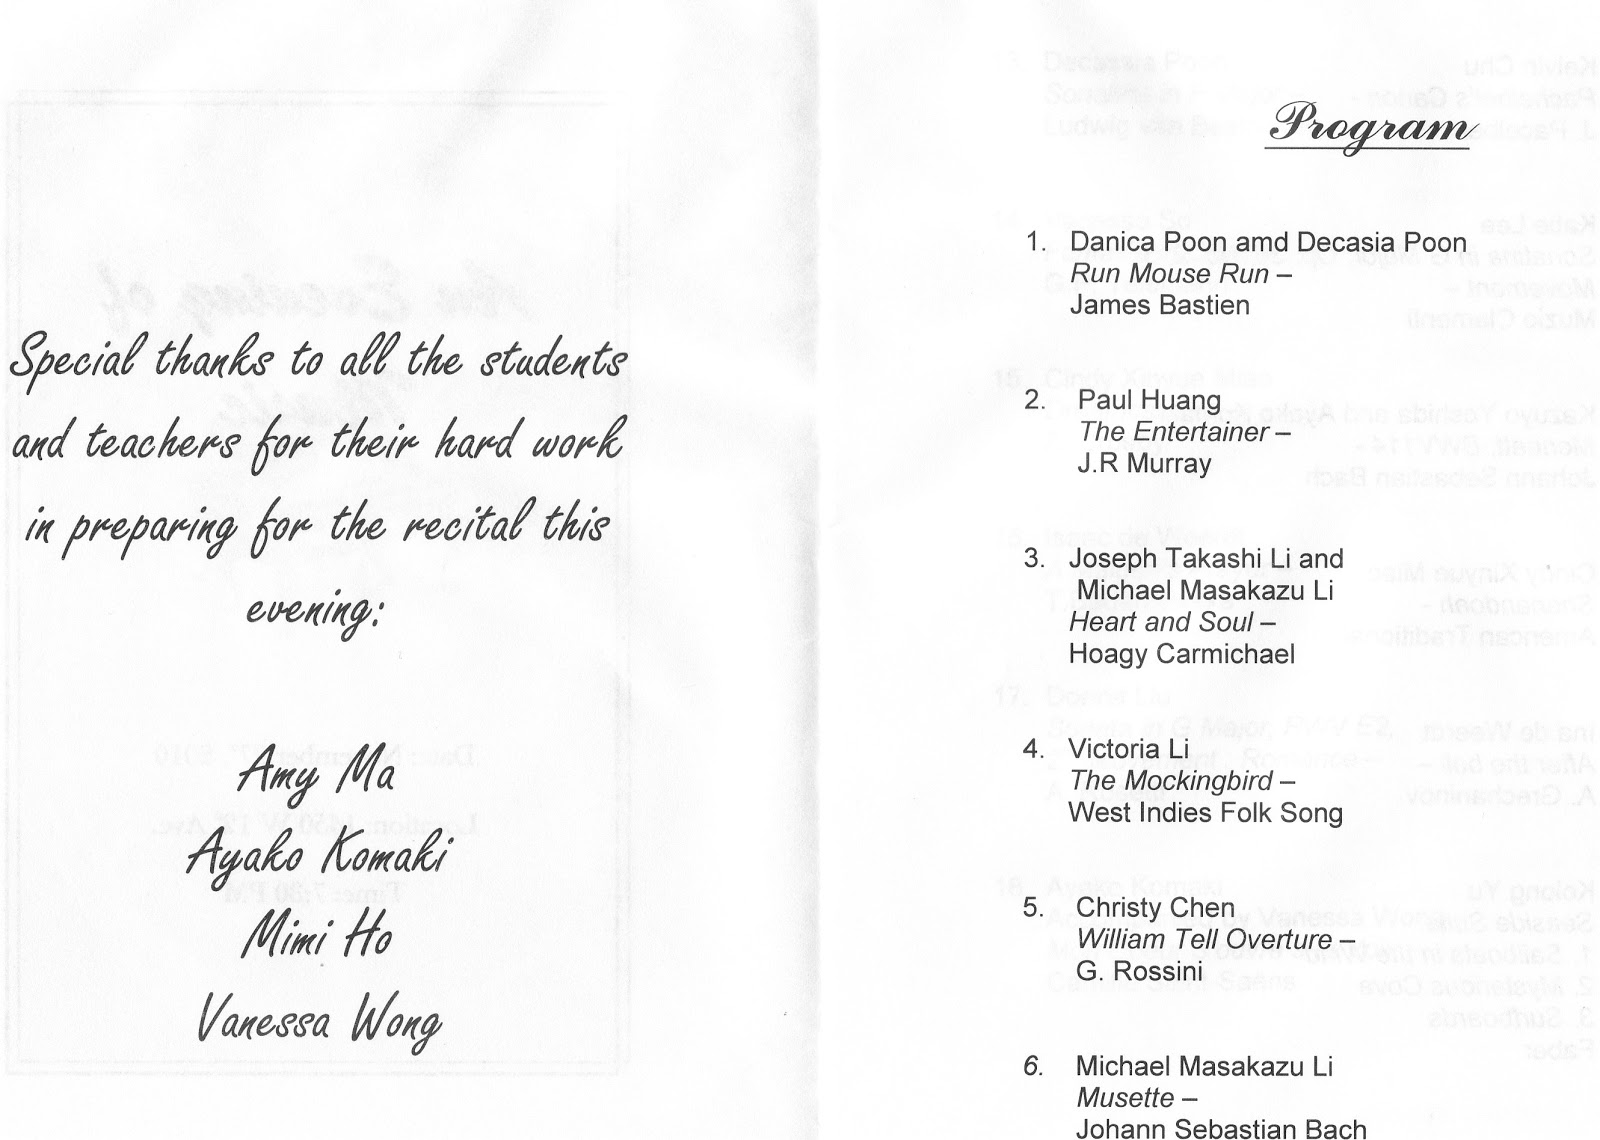 Special thanks to all the students
and teachers for their hard work
in preparing for the recital this
evening:
Amy Ma
Ayako Komaki
Mimi Ho
Vanessa Wong
Program
1. Danica Poon amd Decasia Poon
Run Mouse Run –
James Bastien
2. Paul Huang
The Entertainer –
J.R Murray
3. Joseph Takashi Li and
Michael Masakazu Li
Heart and Soul –
Hoagy Carmichael
4. Victoria Li
The Mockingbird –
West Indies Folk Song
5. Christy Chen
William Tell Overture –
G. Rossini
6. Michael Masakazu Li
Musette –
Johann Sebastian Bach